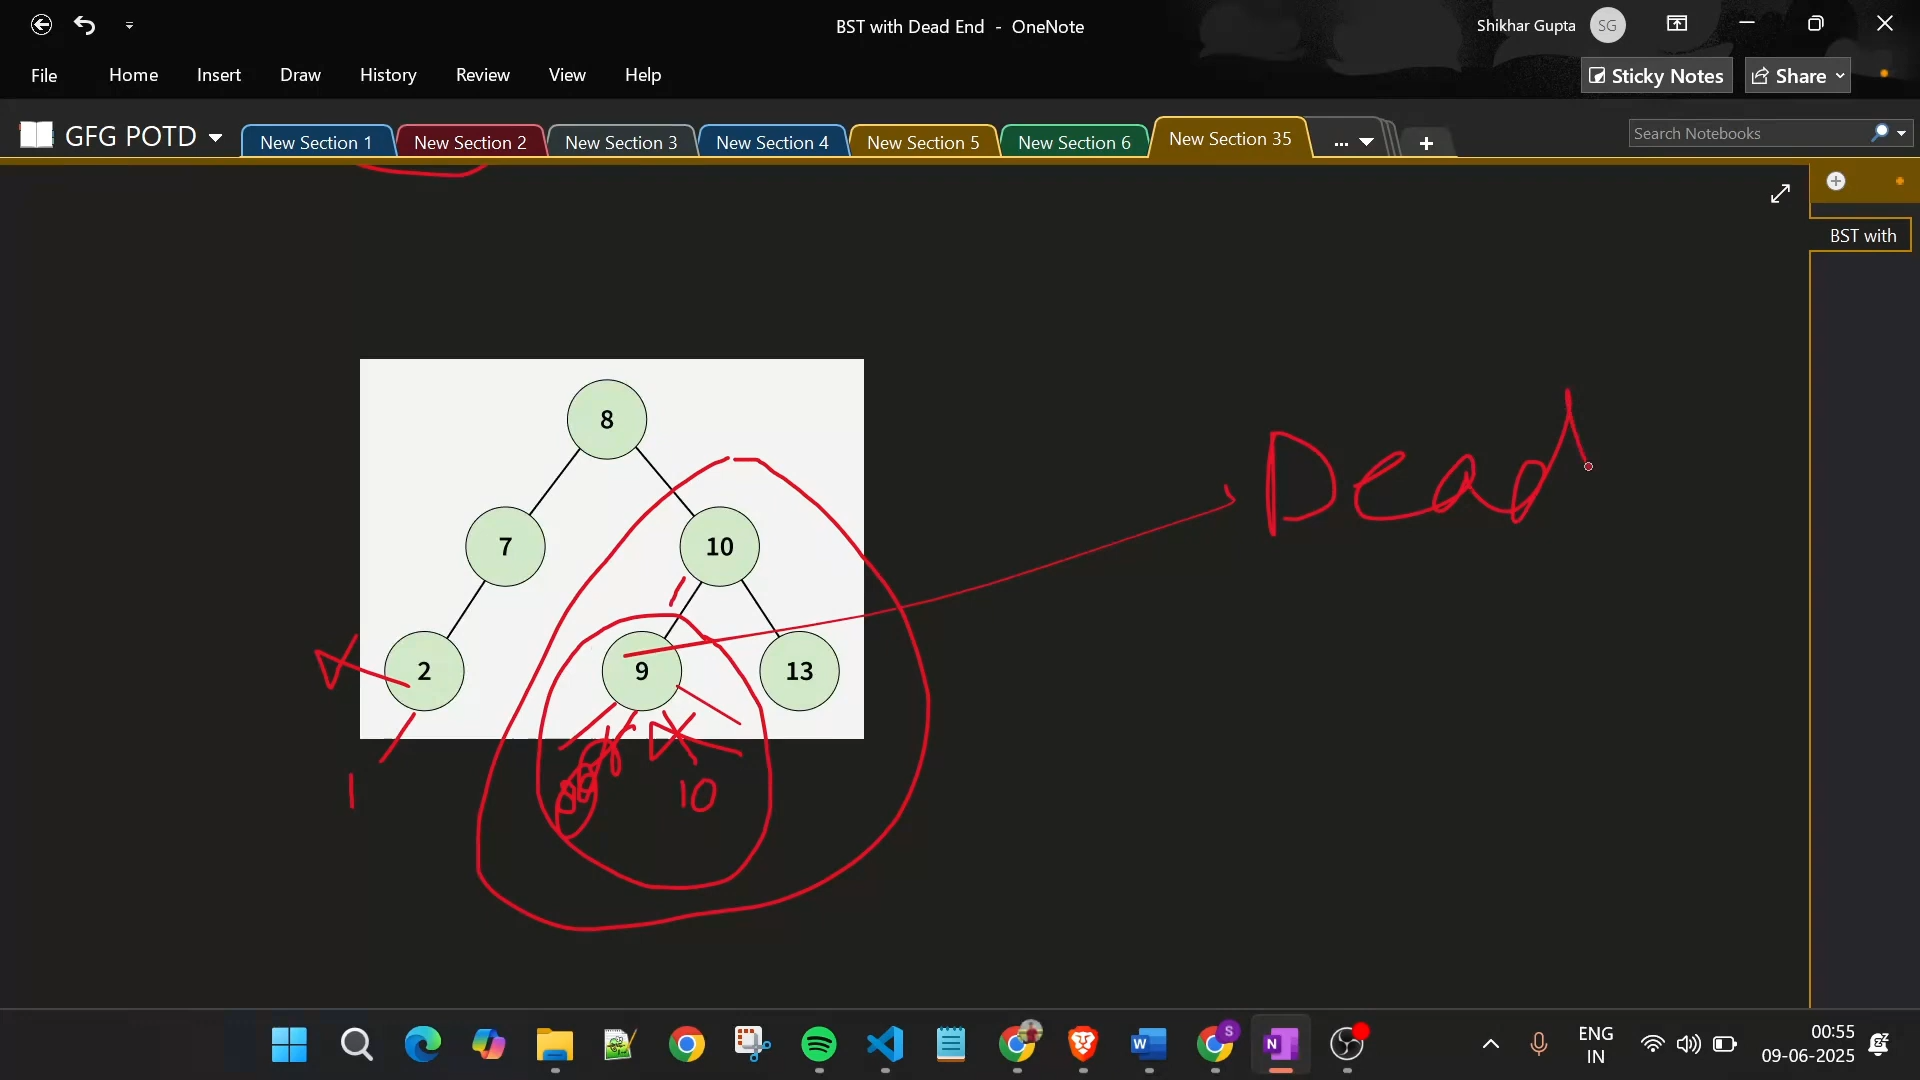 BST with Dead End - OneNote
Shikhar Gupta SG
File Home Insert Draw History Review View Help
Sticky Notes Share
GFG POTD New Section 1 New Section 2 New Section 3 New Section 4 New Section 5 New Section 6 New Section 35 ... +
Search Notebooks
BST with
8
7 10
2 9 13
Dead
1 10
ENG
IN
00:55
09-06-2025